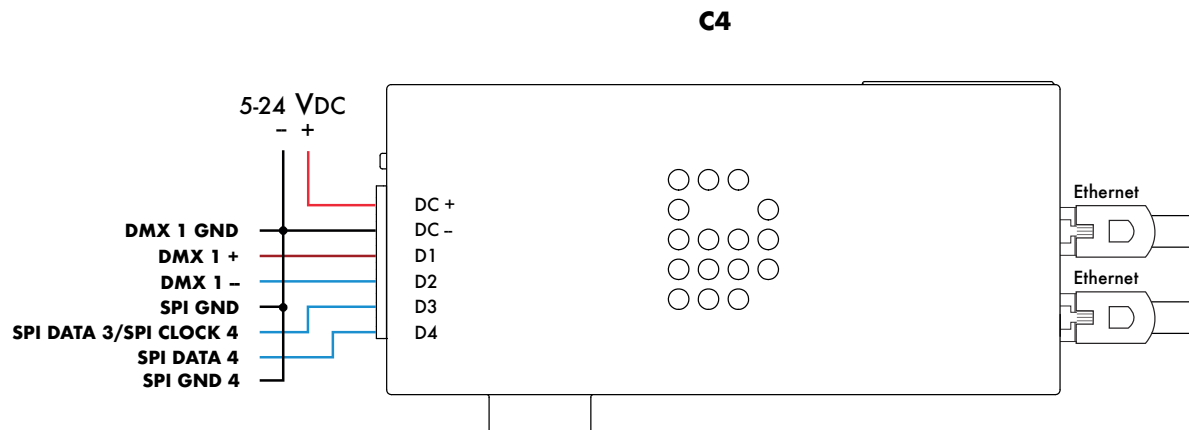 C4
5-24 VDC
– +
DC +
DMX 1 GND DC –
DMX 1 + D1
DMX 1 – D2
SPI GND D3
SPI DATA 3/SPI CLOCK 4 D4
SPI DATA 4
SPI GND 4
Ethernet
Ethernet